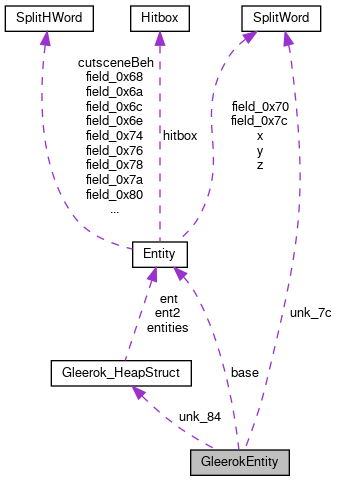 SplitHWord
Hitbox
SplitWord
cutsceneBeh
field_0x68
field_0x6a
field_0x6c
field_0x6e
field_0x74
field_0x76
field_0x78
field_0x7a
field_0x80
...
hitbox
field_0x70
field_0x7c
x
y
z
Entity
ent
ent2
entities
unk_7c
Gleerok_HeapStruct
base
unk_84
GleerokEntity